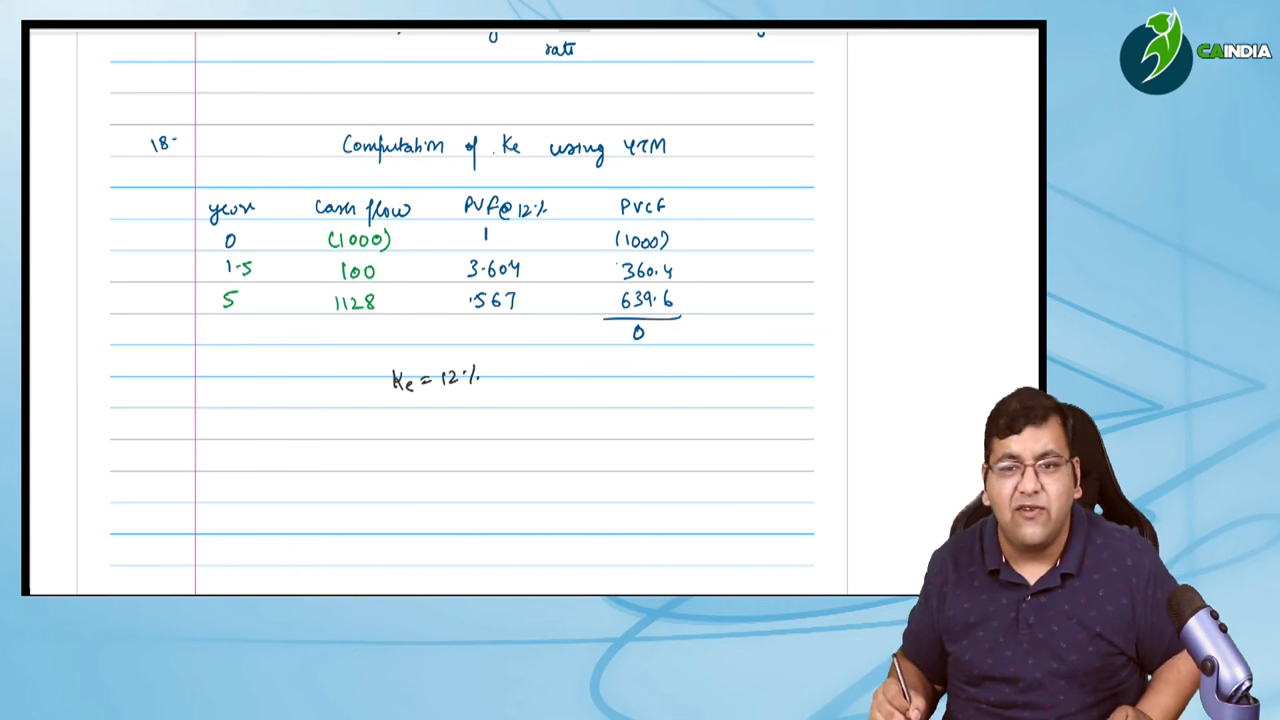 rate
CAINDIA
18- Computation of Ke using YTM
years Cash flow PVF@12% PVCF
0 (1000) 1 (1000)
1-5 100 3.604 360.4
5 1128 .567 639.6
0
Ke = 12%